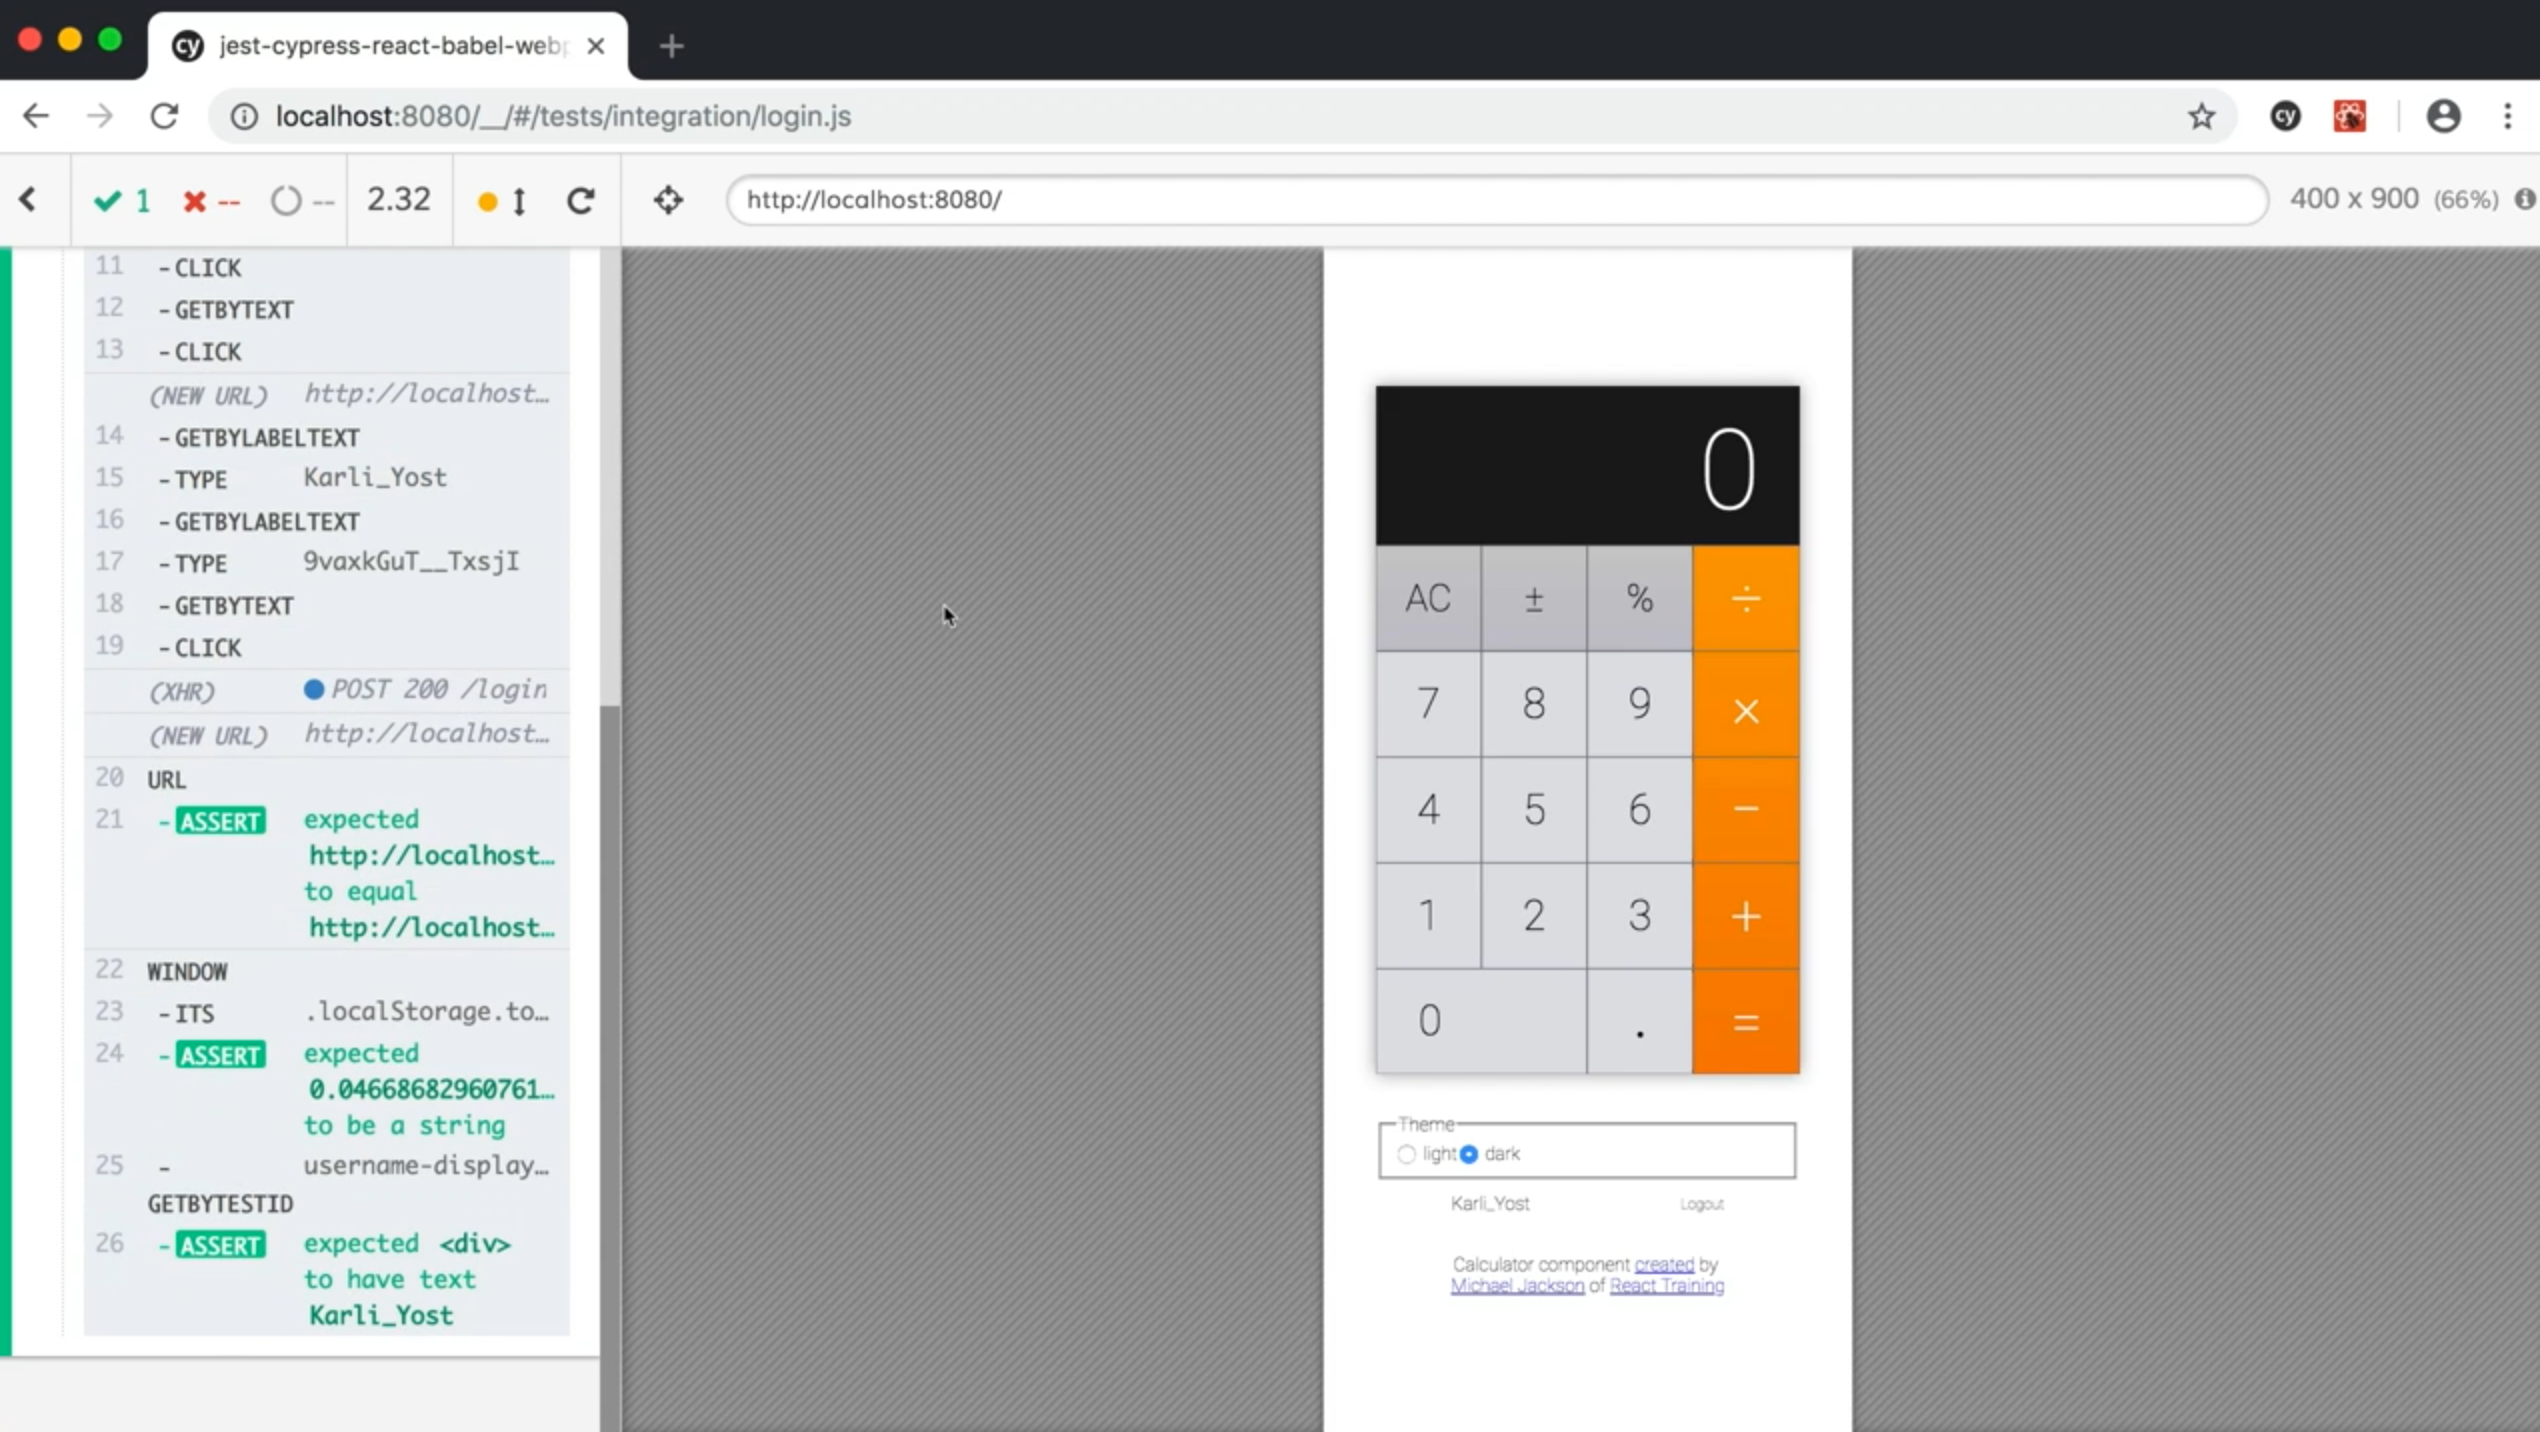 cy jest-cypress-react-babel-webp
localhost:8080/__/#/tests/integration/login.js
cy
1 -- -- 2.32
http://localhost:8080/
400 x 900 (66%)
11 -CLICK
12 -GETBYTEXT
13 -CLICK
(NEW URL) http://localhost…
14 -GETBYLABELTEXT
15 -TYPE Karli_Yost
16 -GETBYLABELTEXT
17 -TYPE 9vaxkGuT__TxsjI
18 -GETBYTEXT
19 -CLICK
(XHR) POST 200 /login
(NEW URL) http://localhost…
20 URL
21 -ASSERT expected
http://localhost…
to equal
http://localhost…
22 WINDOW
23 -ITS .localStorage.to…
24 -ASSERT expected
0.04668682960761…
to be a string
25 - username-display…
GETBYTESTID
26 -ASSERT expected <div>
to have text
Karli_Yost
0
AC ± % ÷
7 8 9 ×
4 5 6 −
1 2 3 +
0 . =
Theme
light dark
Karli_Yost Logout
Calculator component created by
Michael Jackson of React Training